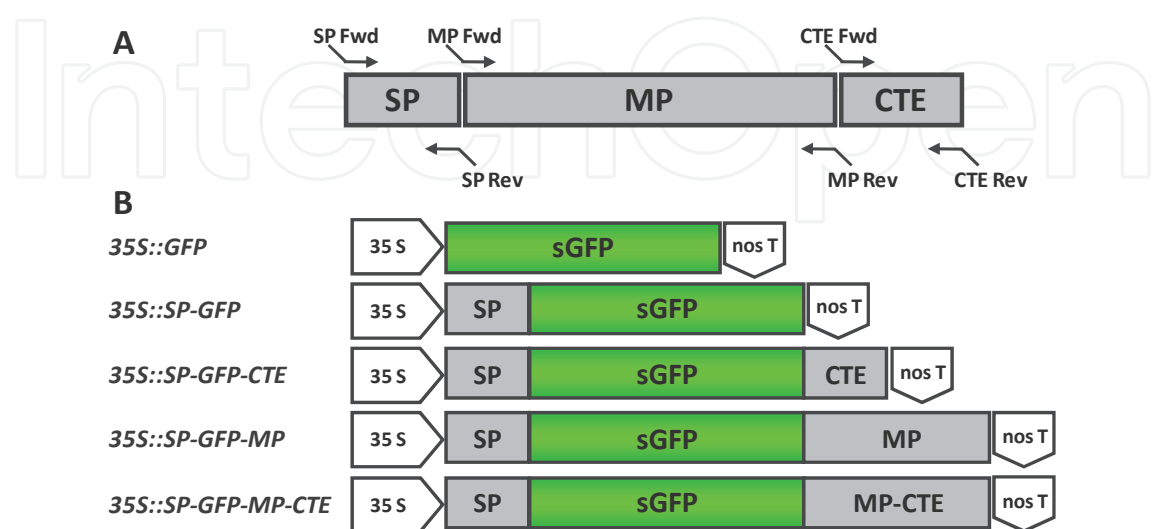 IntechOpen
A
SP Fwd MP Fwd CTE Fwd
SP MP CTE
SP Rev MP Rev CTE Rev
B
35S::GFP 35 S sGFP nos T
35S::SP-GFP 35 S SP sGFP nos T
35S::SP-GFP-CTE 35 S SP sGFP CTE nos T
35S::SP-GFP-MP 35 S SP sGFP MP nos T
35S::SP-GFP-MP-CTE 35 S SP sGFP MP-CTE nos T